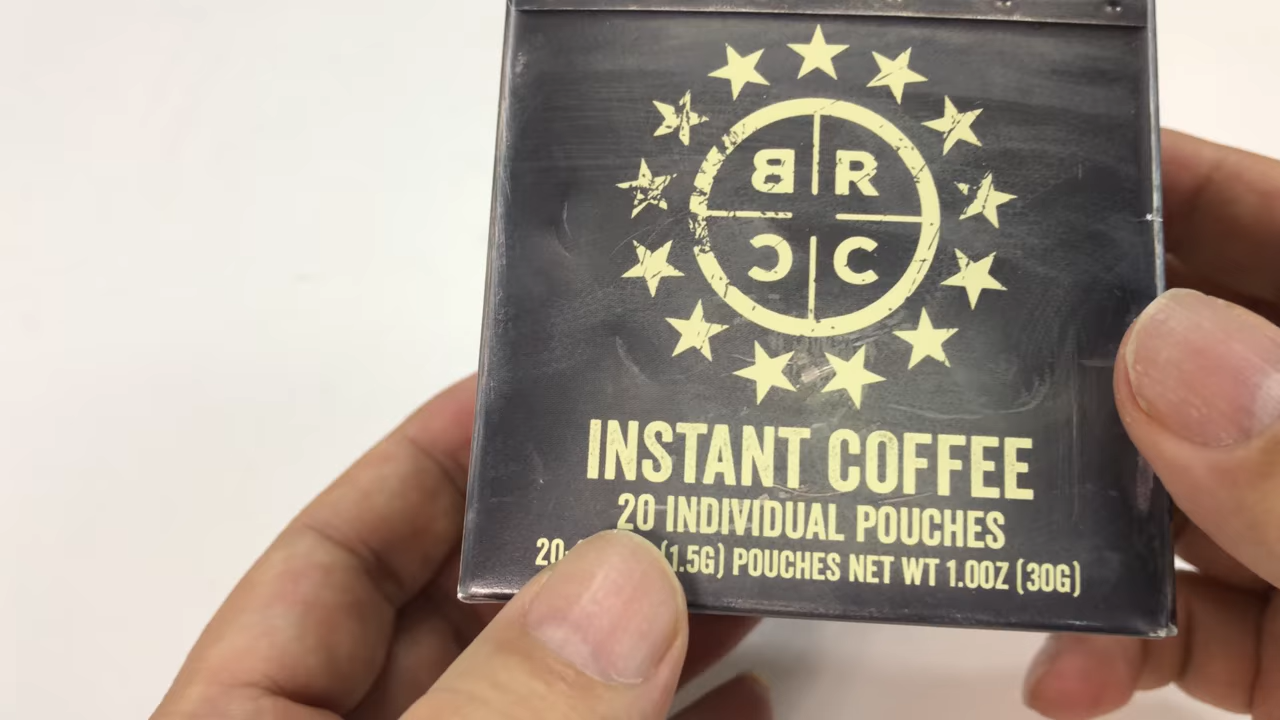 B R
C C
INSTANT COFFEE
20 INDIVIDUAL POUCHES
20- (1.5G) POUCHES NET WT 1.0OZ (30G)